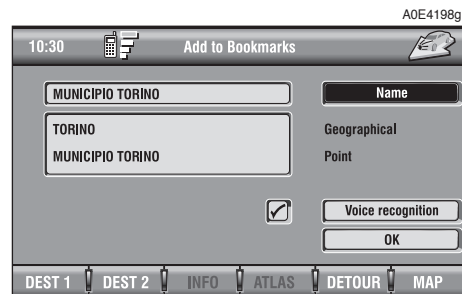 A0E4198g
10:30 Add to Bookmarks
MUNICIPIO TORINO Name
TORINO Geographical
MUNICIPIO TORINO Point
Voice recognition
OK
DEST 1 DEST 2 INFO ATLAS DETOUR MAP